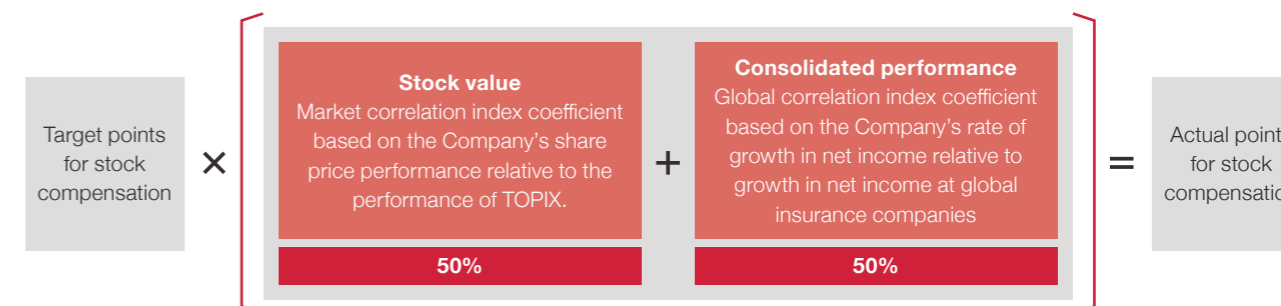 Target points
for stock
compensation
×
Stock value
Market correlation index coefficient
based on the Company’s share
price performance relative to the
performance of TOPIX.
50%
+
Consolidated performance
Global correlation index coefficient
based on the Company’s rate of
growth in net income relative to
growth in net income at global
insurance companies
50%
=
Actual point
for stock
compensatio